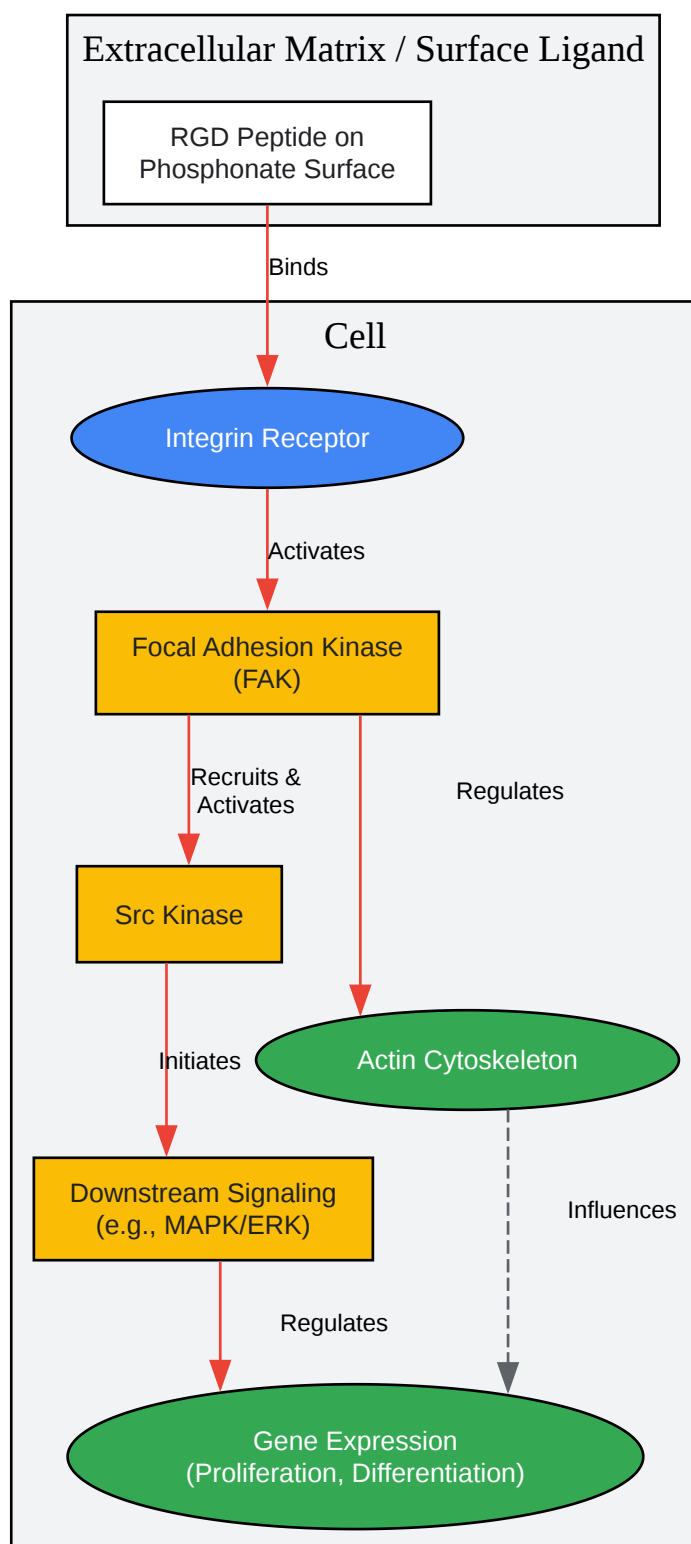 Extracellular Matrix / Surface Ligand
RGD Peptide on
Phosphonate Surface
Binds
Cell
Integrin Receptor
Activates
Focal Adhesion Kinase
(FAK)
Recruits &
Activates
Regulates
Src Kinase
Initiates
Actin Cytoskeleton
Downstream Signaling
(e.g., MAPK/ERK)
Influences
Regulates
Gene Expression
(Proliferation, Differentiation)